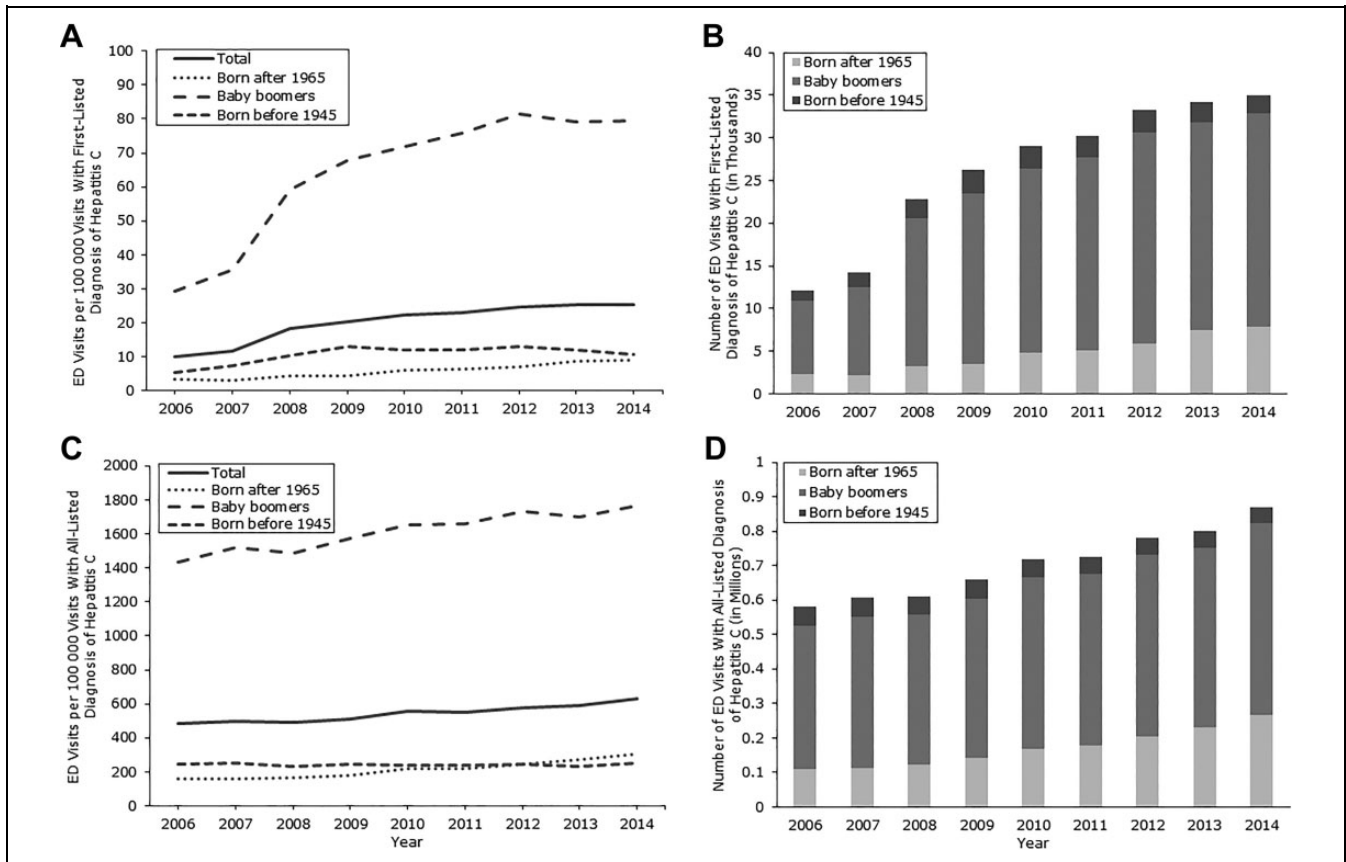 A
ED Visits per 100 000 Visits With First-Listed
Diagnosis of Hepatitis C
100
90
80
70
60
50
40
30
20
10
0
Total
Born after 1965
Baby boomers
Born before 1945
2006 2007 2008 2009 2010 2011 2012 2013 2014
B
Number of ED Visits With First-Listed
Diagnosis of Hepatitis C (in Thousands)
40
35
30
25
20
15
10
5
0
Born after 1965
Baby boomers
Born before 1945
2006 2007 2008 2009 2010 2011 2012 2013 2014
C
ED Visits per 100 000 Visits With All-Listed
Diagnosis of Hepatitis C
2000
1800
1600
1400
1200
1000
800
600
400
200
0
Total
Born after 1965
Baby boomers
Born before 1945
2006 2007 2008 2009 2010 2011 2012 2013 2014
Year
D
Number of ED Visits With All-Listed Diagnosis
of Hepatitis C (in Millions)
1
0.9
0.8
0.7
0.6
0.5
0.4
0.3
0.2
0.1
0
Born after 1965
Baby boomers
Born before 1945
2006 2007 2008 2009 2010 2011 2012 2013 2014
Year